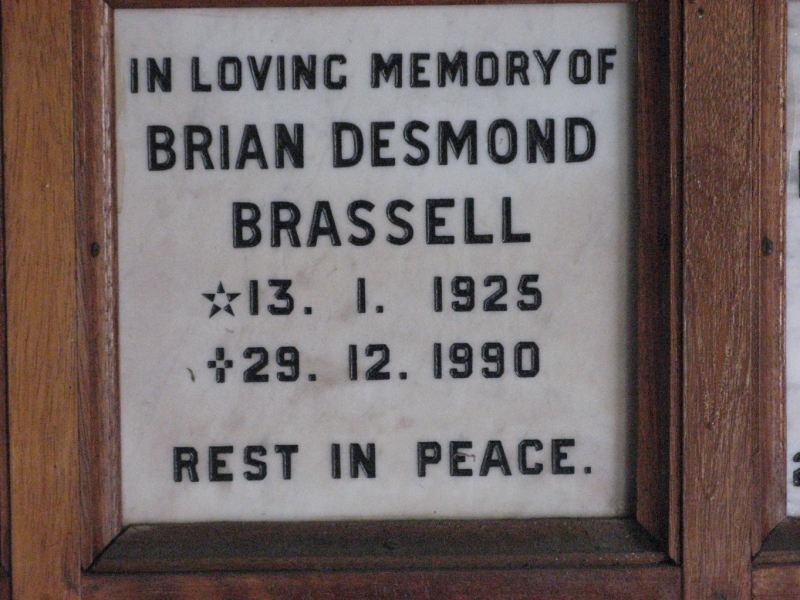 IN LOVING MEMORY OF
BRIAN DESMOND
BRASSELL
☆13. 1. 1925
✝29. 12. 1990
REST IN PEACE.